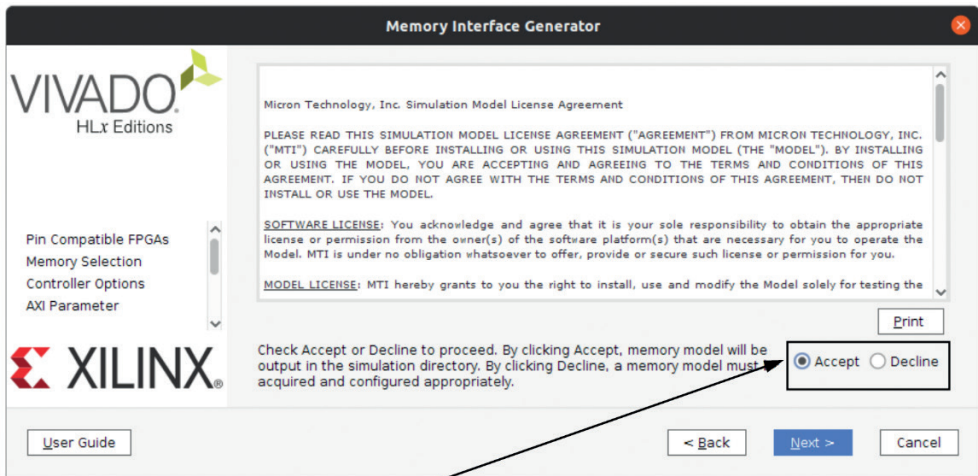 Memory Interface Generator
VIVADO.
HLx Editions
Pin Compatible FPGAs
Memory Selection
Controller Options
AXI Parameter
XILINX®
Micron Technology, Inc. Simulation Model License Agreement
PLEASE READ THIS SIMULATION MODEL LICENSE AGREEMENT ("AGREEMENT") FROM MICRON TECHNOLOGY, INC.
("MTI") CAREFULLY BEFORE INSTALLING OR USING THIS SIMULATION MODEL (THE "MODEL"). BY INSTALLING
OR USING THE MODEL, YOU ARE ACCEPTING AND AGREEING TO THE TERMS AND CONDITIONS OF THIS
AGREEMENT. IF YOU DO NOT AGREE WITH THE TERMS AND CONDITIONS OF THIS AGREEMENT, THEN DO NOT
INSTALL OR USE THE MODEL.
SOFTWARE LICENSE: You acknowledge and agree that it is your sole responsibility to obtain the appropriate
license or permission from the owner(s) of the software platform(s) that are necessary for you to operate the
Model. MTI is under no obligation whatsoever to offer, provide or secure such license or permission for you.
MODEL LICENSE: MTI hereby grants to you the right to install, use and modify the Model solely for testing the
Print
Check Accept or Decline to proceed. By clicking Accept, memory model will be
output in the simulation directory. By clicking Decline, a memory model must
acquired and configured appropriately.
Accept Decline
User Guide
< Back
Next >
Cancel